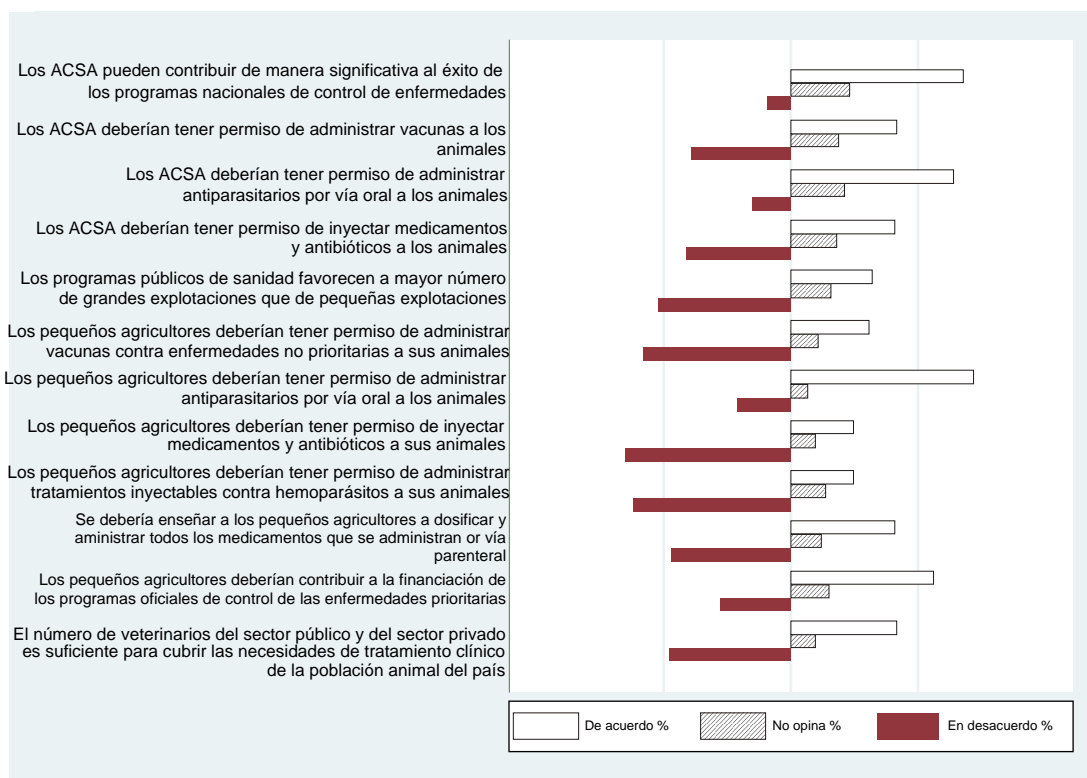 Los ACSA pueden contribuir de manera significativa al éxito de
los programas nacionales de control de enfermedades
Los ACSA deberían tener permiso de administrar vacunas a los
animales
Los ACSA deberían tener permiso de administrar
antiparasitarios por vía oral a los animales
Los ACSA deberían tener permiso de inyectar medicamentos
y antibióticos a los animales
Los programas públicos de sanidad favorecen a mayor número
de grandes explotaciones que de pequeñas explotaciones
Los pequeños agricultores deberían tener permiso de administrar
vacunas contra enfermedades no prioritarias a sus animales
Los pequeños agricultores deberían tener permiso de administrar
antiparasitarios por vía oral a los animales
Los pequeños agricultores deberían tener permiso de inyectar
medicamentos y antibióticos a sus animales
Los pequeños agricultores deberían tener permiso de administrar
tratamientos inyectables contra hemoparásitos a sus animales
Se debería enseñar a los pequeños agricultores a dosificar y
aministrar todos los medicamentos que se administran or vía
parenteral
Los pequeños agricultores deberían contribuir a la financiación de
los programas oficiales de control de las enfermedades prioritarias
El número de veterinarios del sector público y del sector privado
es suficiente para cubrir las necesidades de tratamiento clínico
de la población animal del país
De acuerdo %
No opina %
En desacuerdo %